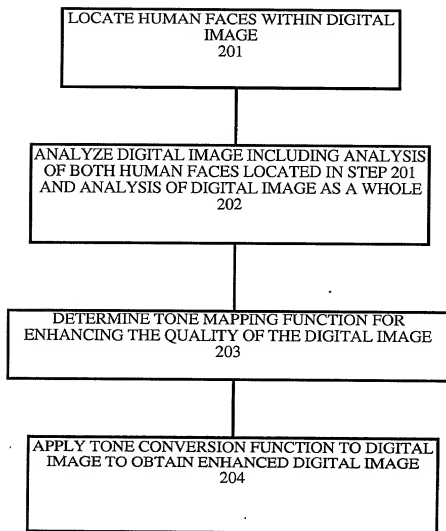 LOCATE HUMAN FACES WITHIN DIGITAL
IMAGE
201
ANALYZE DIGITAL IMAGE INCLUDING ANALYSIS
OF BOTH HUMAN FACES LOCATED IN STEP 201
AND ANALYSIS OF DIGITAL IMAGE AS A WHOLE
202
DETERMINE TONE MAPPING FUNCTION FOR
ENHANCING THE QUALITY OF THE DIGITAL IMAGE
203
APPLY TONE CONVERSION FUNCTION TO DIGITAL
IMAGE TO OBTAIN ENHANCED DIGITAL IMAGE
204